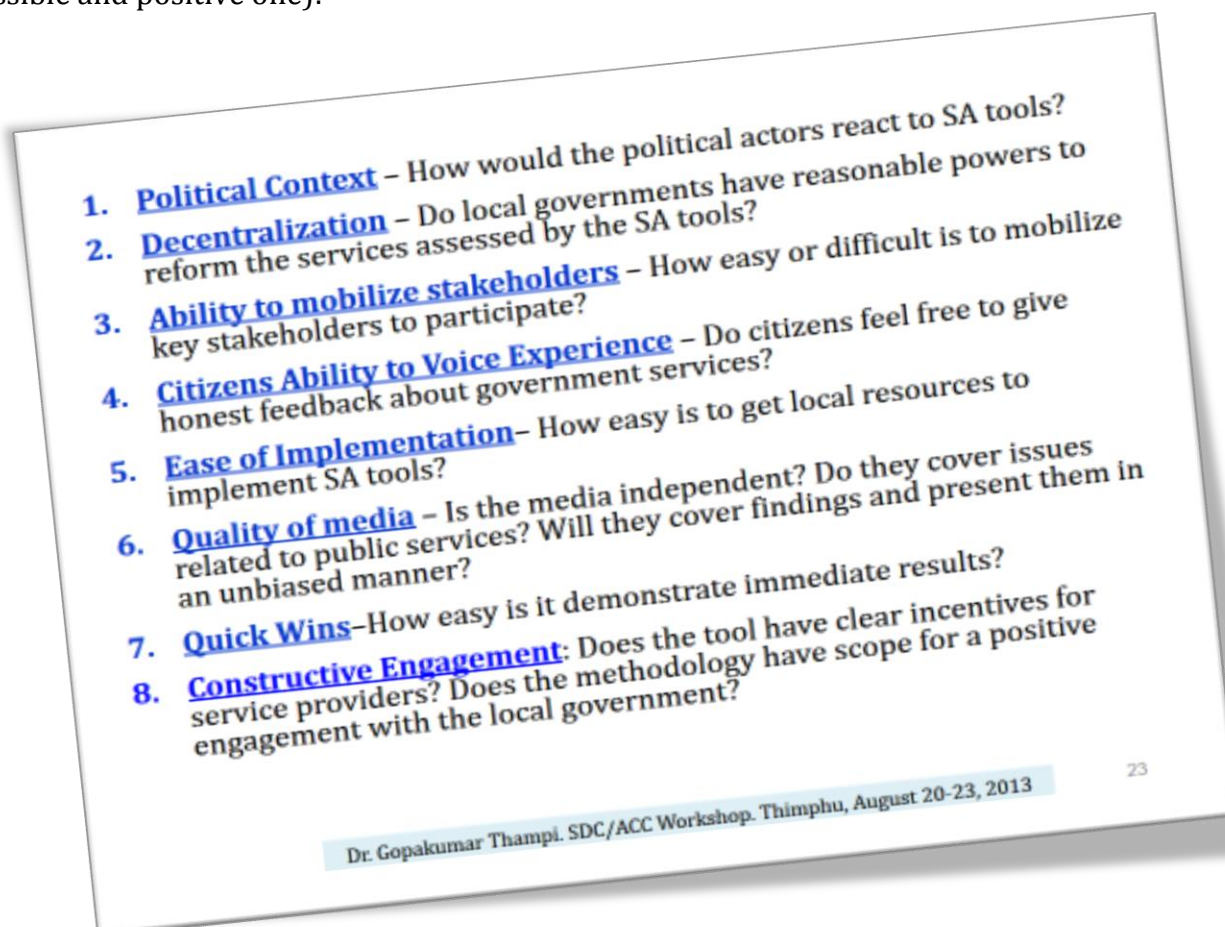 and positive one).
1. Political Context – How would the political actors react to SA tools?
2. Decentralization – Do local governments have reasonable powers to
reform the services assessed by the SA tools?
3. Ability to mobilize stakeholders – How easy or difficult is to mobilize
key stakeholders to participate?
4. Citizens Ability to Voice Experience – Do citizens feel free to give
honest feedback about government services?
5. Ease of Implementation– How easy is to get local resources to
implement SA tools?
6. Quality of media – Is the media independent? Do they cover issues
related to public services? Will they cover findings and present them in
an unbiased manner?
7. Quick Wins–How easy is it demonstrate immediate results?
8. Constructive Engagement: Does the tool have clear incentives for
service providers? Does the methodology have scope for a positive
engagement with the local government?
23
Dr. Gopakumar Thampi. SDC/ACC Workshop. Thimphu, August 20-23, 2013